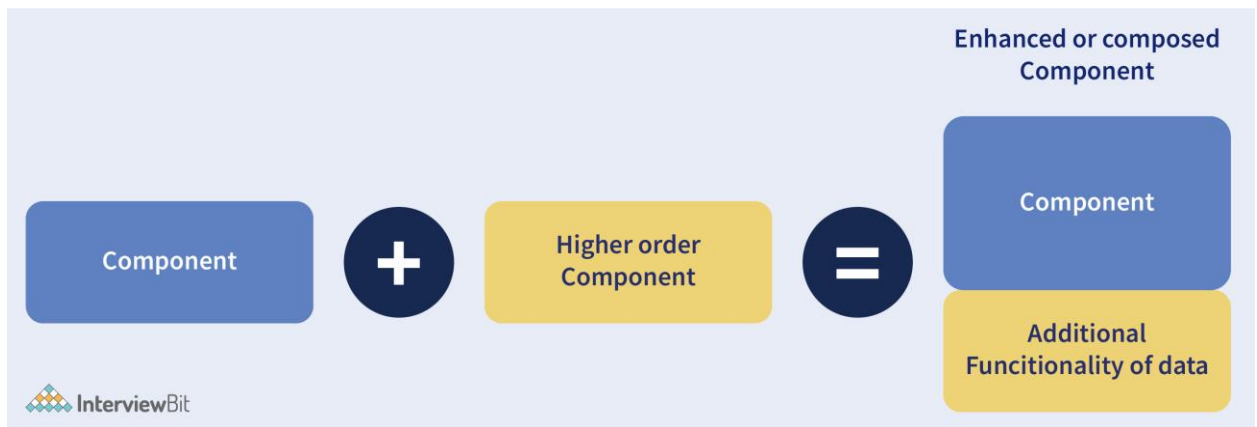 Enhanced or composed
Component
Component
+
Higher order
Component
=
Component
Additional
Funcitionality of data
InterviewBit